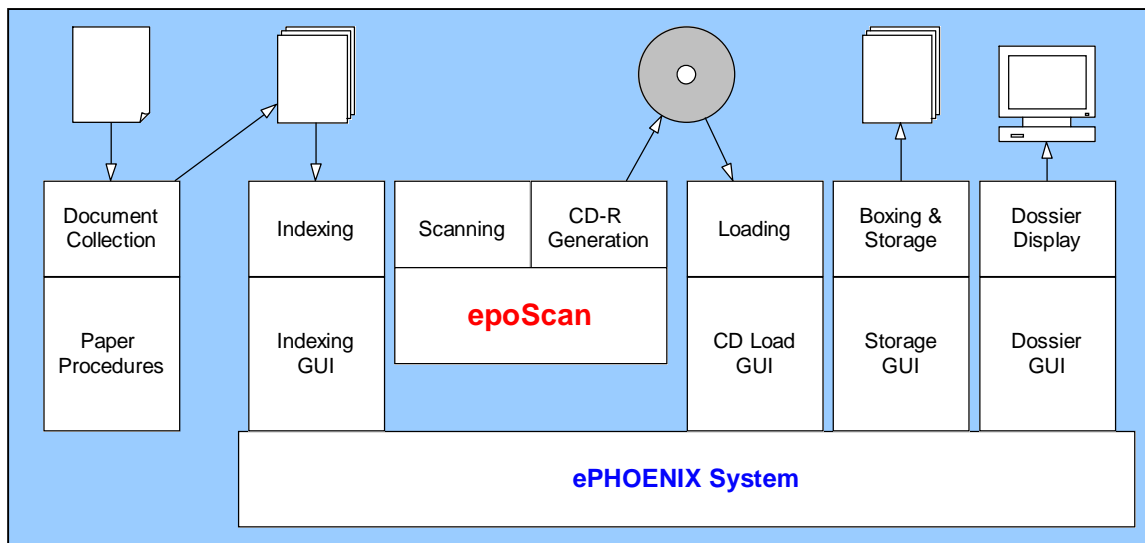 Document
Collection
Indexing
Scanning
CD-R
Generation
Loading
Boxing &
Storage
Dossier
Display
Paper
Procedures
Indexing
GUI
epoScan
CD Load
GUI
Storage
GUI
Dossier
GUI
ePHOENIX System